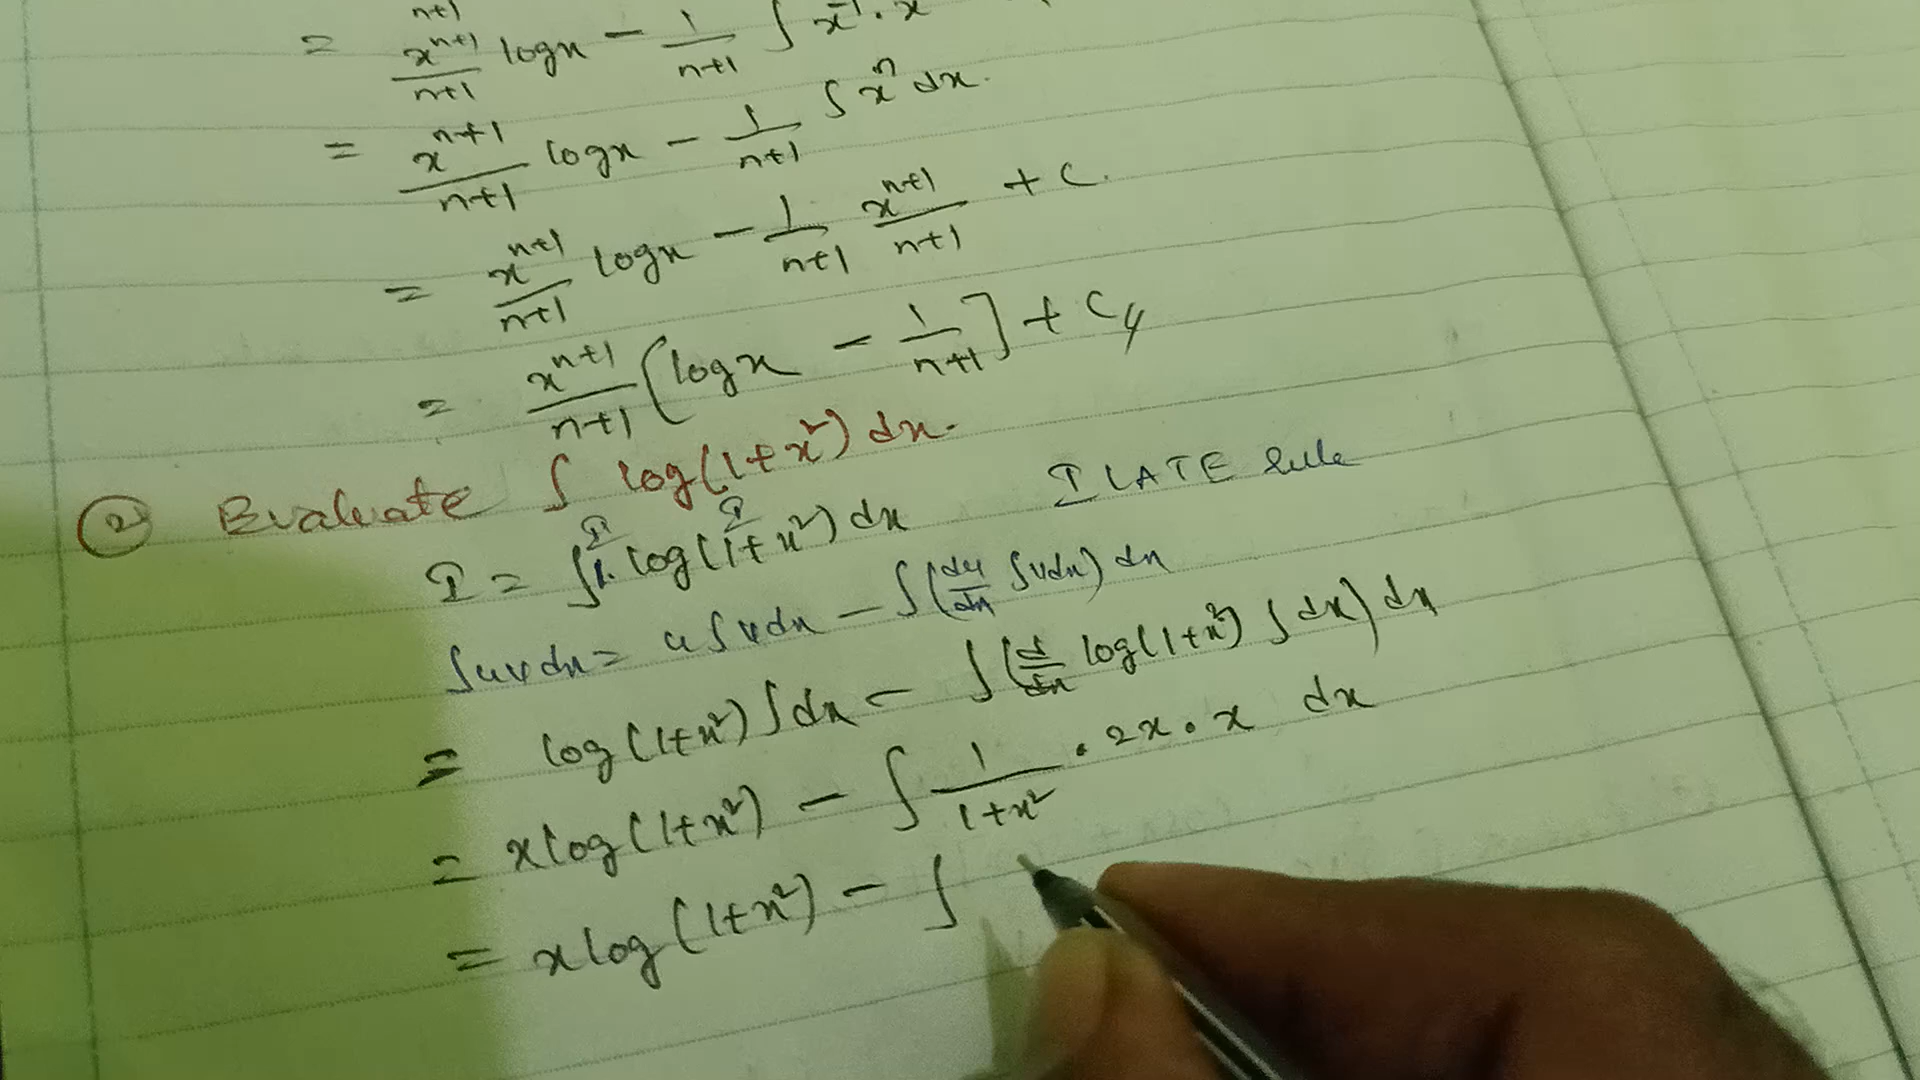 = x^{n+1}/n+1 log x − 1/n+1 ∫ x^{-1} . x
= x^{n+1}/n+1 log x − 1/n+1 ∫ x^n dx.
= x^{n+1}/n+1 log x − 1/n+1 x^{n+1}/n+1 + C.
= x^{n+1}/n+1 [log x − 1/n+1] + C//
② Evaluate ∫ log(1+x²) dx.
I = ∫ 1. log(1+x²) dx ILATE Rule
∫uv dx = u∫v dx − ∫(du/dx ∫v dx) dx
= log(1+x²) ∫dx − ∫(d/dx log(1+x²) ∫dx) dx
= x log(1+x²) − ∫ 1/1+x² . 2x . x dx
= x log(1+x²) − ∫